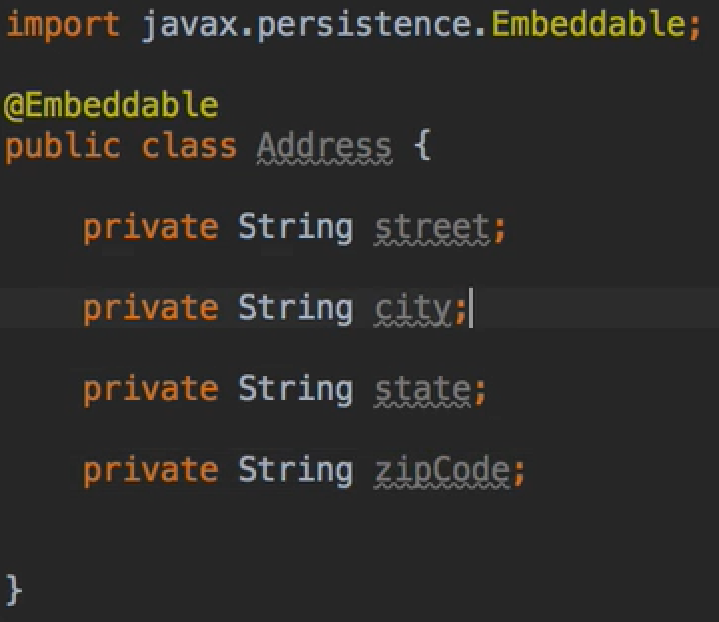 import javax.persistence.Embeddable;
@Embeddable
public class Address {
private String street;
private String city;
private String state;
private String zipCode;
}